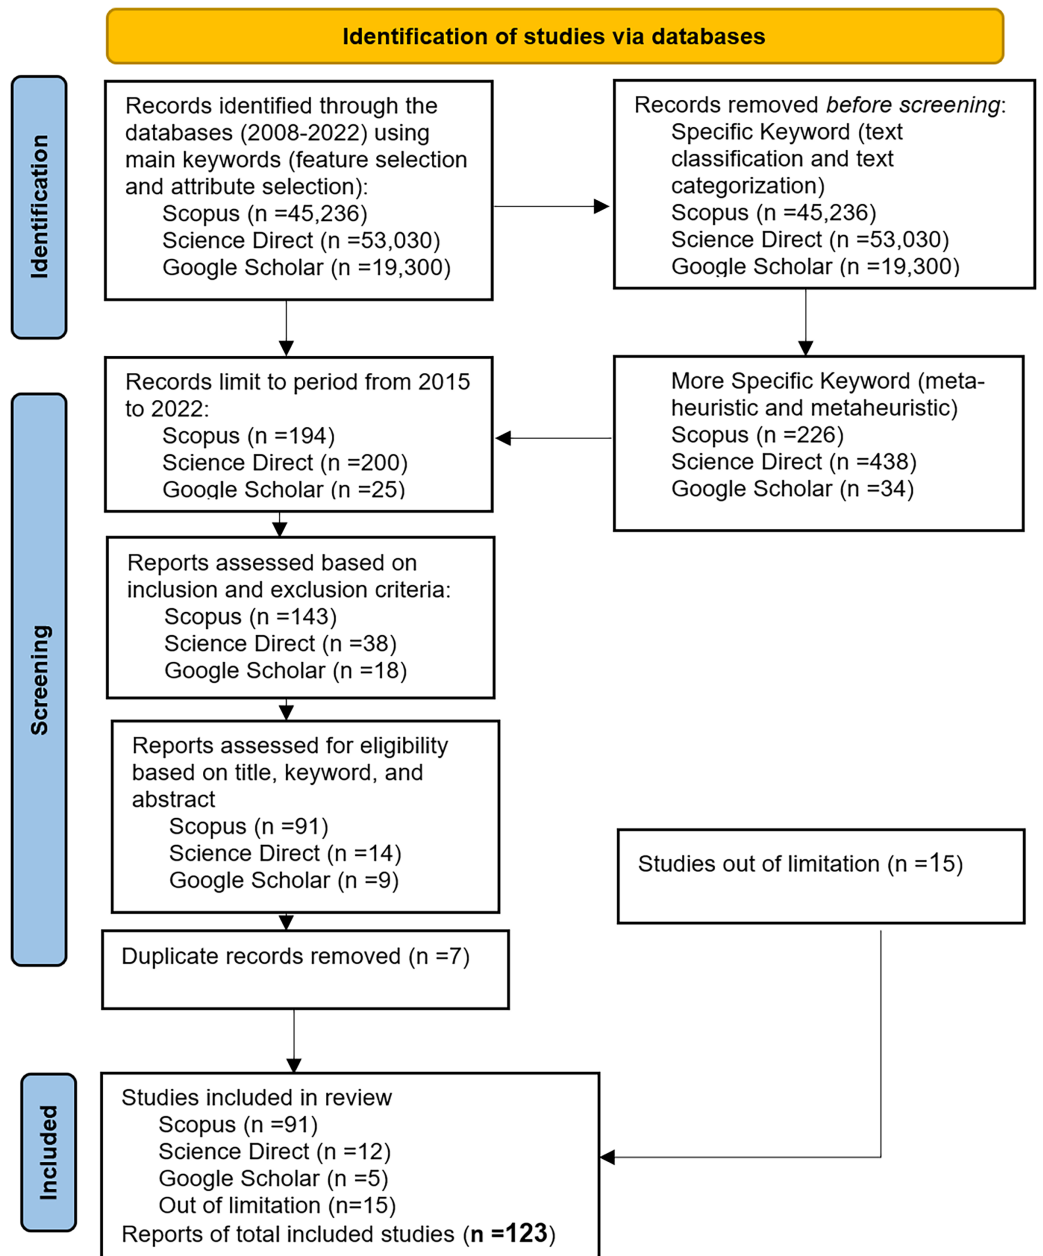 Identification of studies via databases
Identification
Records identified through the
databases (2008-2022) using
main keywords (feature selection
and attribute selection):
Scopus (n =45,236)
Science Direct (n =53,030)
Google Scholar (n =19,300)
Records removed before screening:
Specific Keyword (text
classification and text
categorization)
Scopus (n =45,236)
Science Direct (n =53,030)
Google Scholar (n =19,300)
Screening
Records limit to period from 2015
to 2022:
Scopus (n =194)
Science Direct (n =200)
Google Scholar (n =25)
More Specific Keyword (meta-
heuristic and metaheuristic)
Scopus (n =226)
Science Direct (n =438)
Google Scholar (n =34)
Reports assessed based on
inclusion and exclusion criteria:
Scopus (n =143)
Science Direct (n =38)
Google Scholar (n =18)
Reports assessed for eligibility
based on title, keyword, and
abstract
Scopus (n =91)
Science Direct (n =14)
Google Scholar (n =9)
Studies out of limitation (n =15)
Duplicate records removed (n =7)
Included
Studies included in review
Scopus (n =91)
Science Direct (n =12)
Google Scholar (n =5)
Out of limitation (n=15)
Reports of total included studies (n =123)